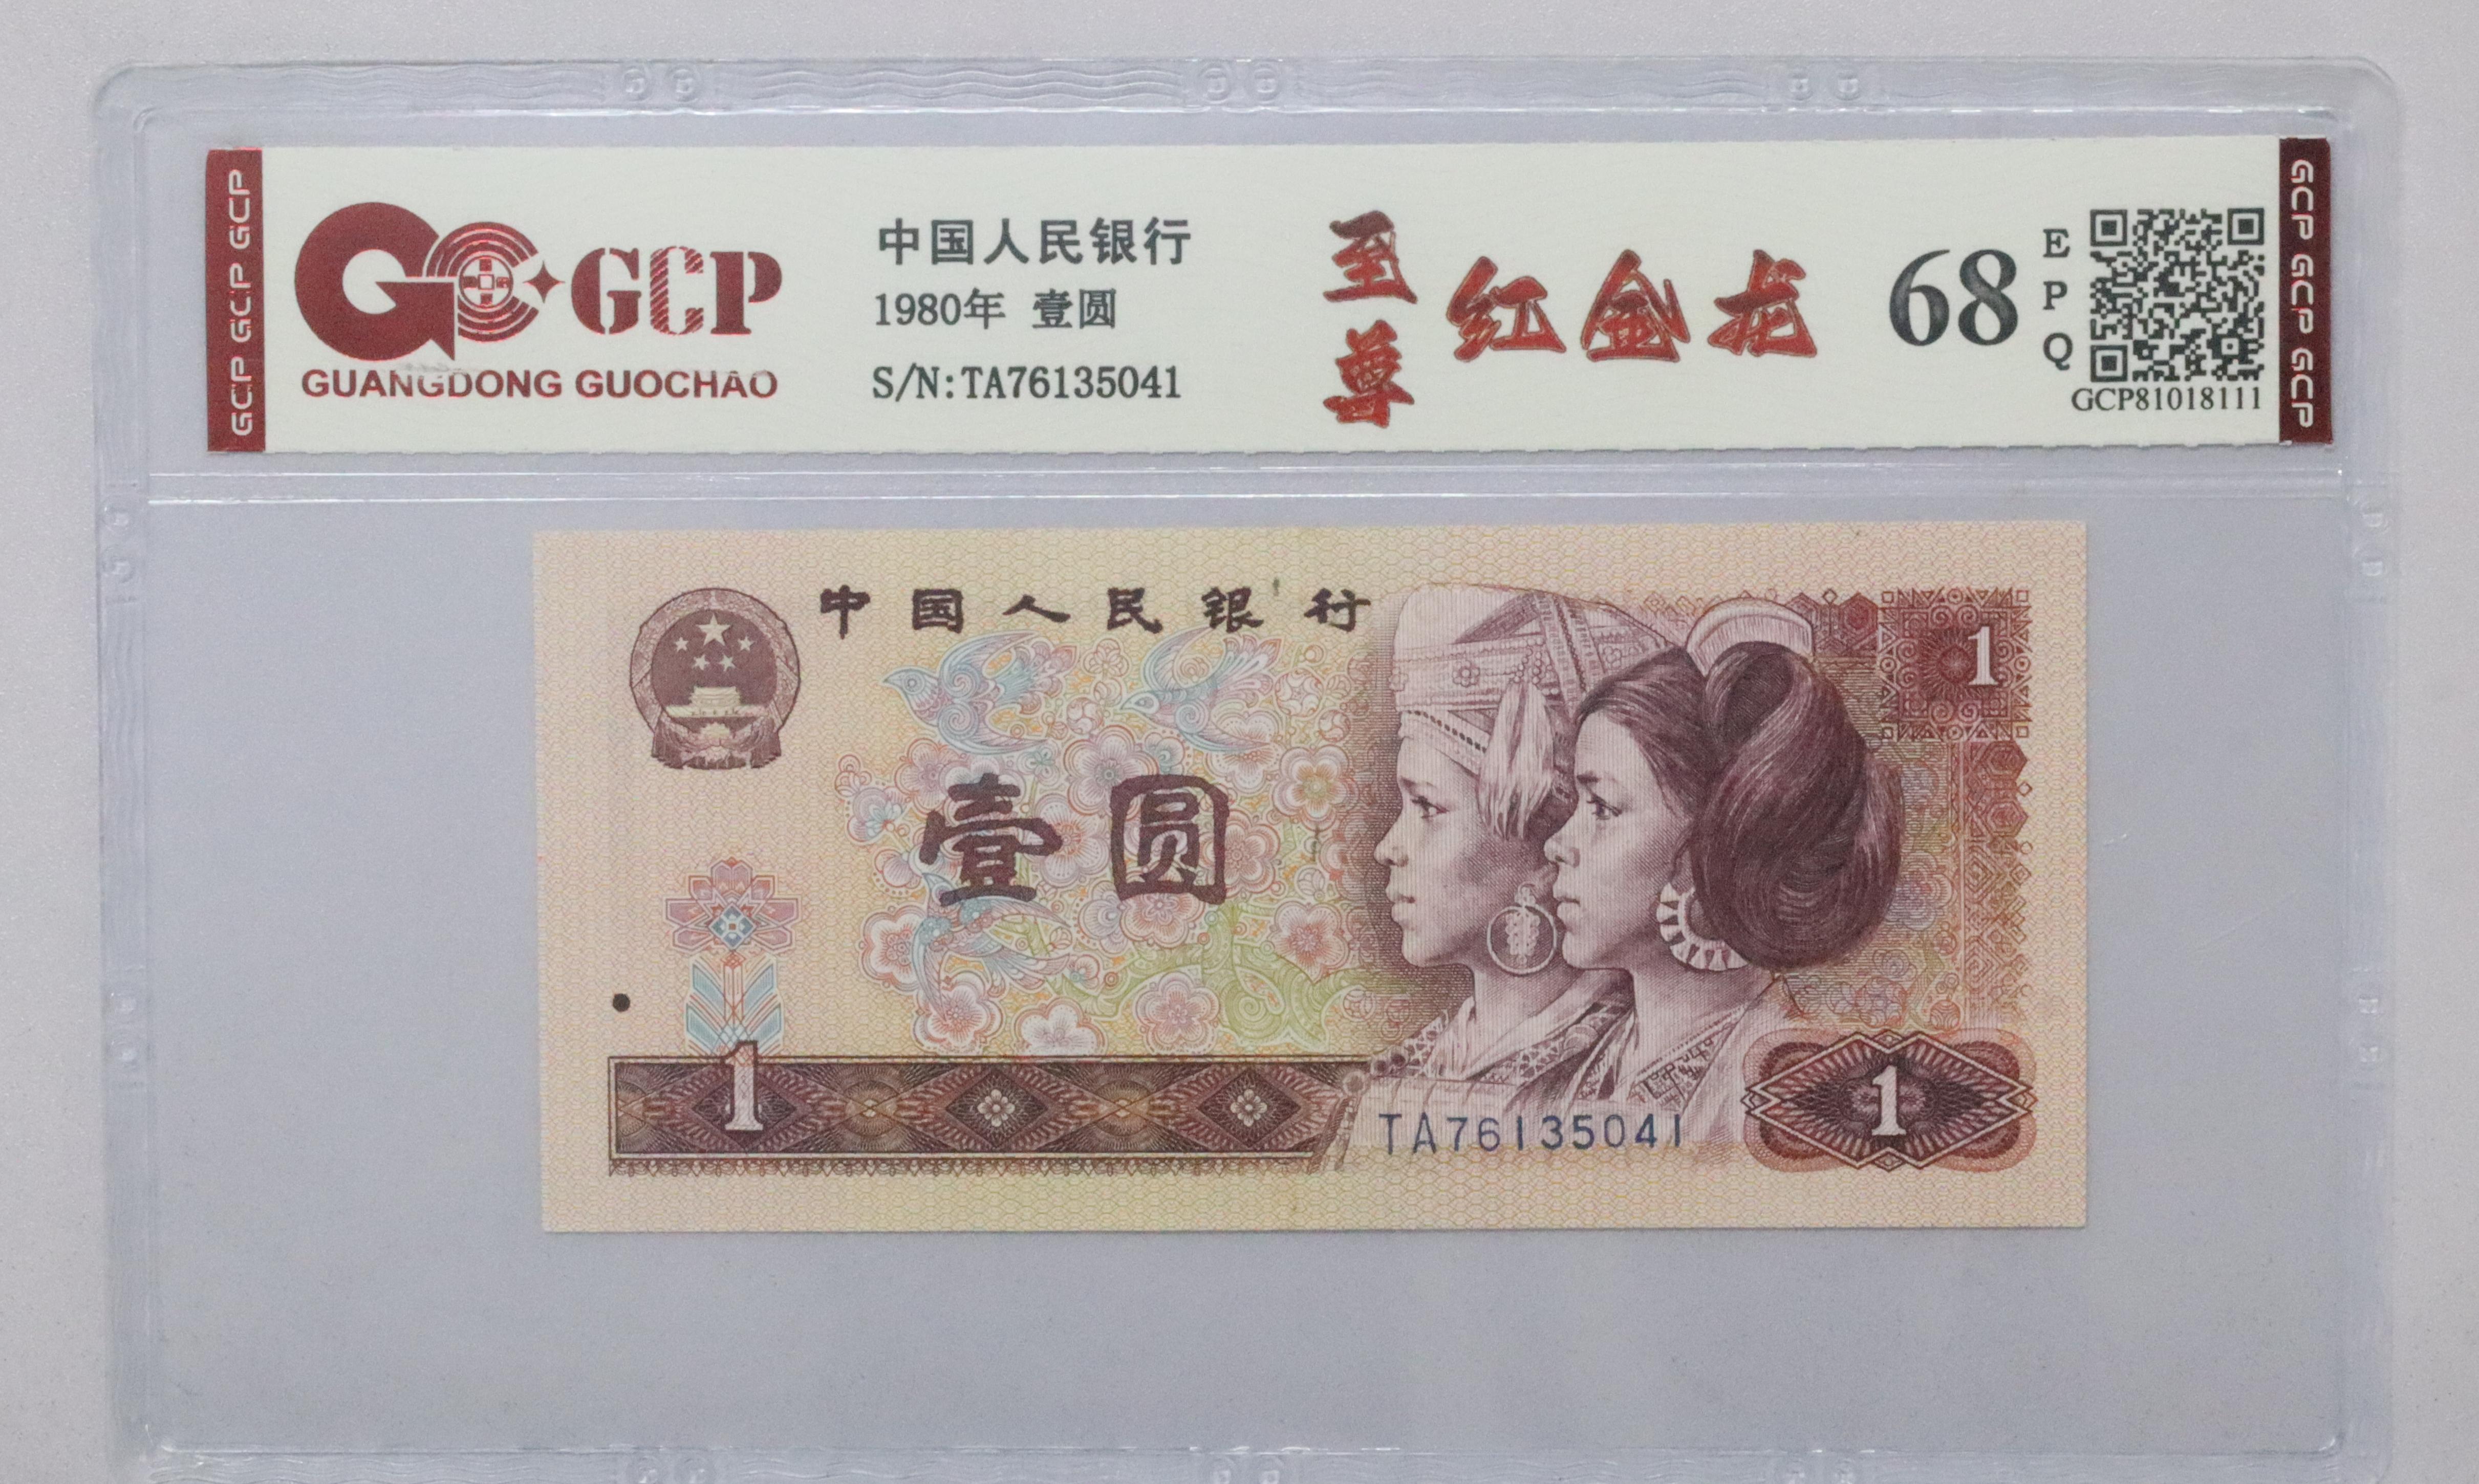 GCP GCP GCP
GCP
GUANGDONG GUOCHAO
中国人民银行
1980年 壹圆
S/N:TA76135041
至尊
红金龙
68
EPQ
GCP81018111
GCP GCP GCP
中国人民银行
1
壹圆
1
TA76135041
1